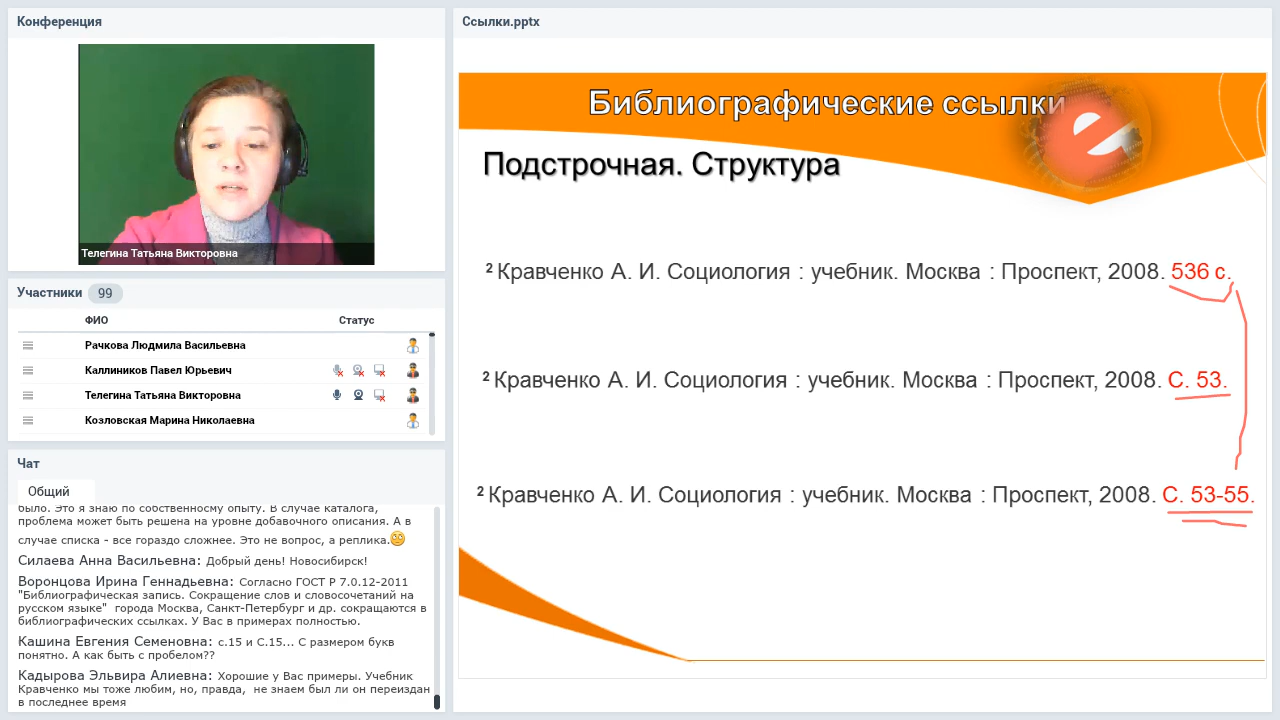 Конференция
Телегина Татьяна Викторовна
Участники 99
ФИО Статус
Рачкова Людмила Васильевна
Каллиников Павел Юрьевич
Телегина Татьяна Викторовна
Козловская Марина Николаевна
Чат
Общий
было. Это я знаю по собственсму опыту. В случае каталога,
проблема может быть решена на уровне добавочного описания. А в
случае списка - все гораздо сложнее. Это не вопрос, а реплика.
Силаева Анна Васильевна: Добрый день! Новосибирск!
Воронцова Ирина Геннадьевна: Согласно ГОСТ Р 7.0.12-2011
"Библиографическая запись. Сокращение слов и словосочетаний на
русском языке" города Москва, Санкт-Петербург и др. сокращаются в
библиографических ссылках. У Вас в примерах полностью.
Кашина Евгения Семеновна: с.15 и С.15... С размером букв
понятно. А как быть с пробелом??
Кадырова Эльвира Алиевна: Хорошие у Вас примеры. Учебник
Кравченко мы тоже любим, но, правда, не знаем был ли он переиздан
в последнее время
Ссылки.pptx
Библиографические ссылки
Подстрочная. Структура
² Кравченко А. И. Социология : учебник. Москва : Проспект, 2008. 536 с.
² Кравченко А. И. Социология : учебник. Москва : Проспект, 2008. С. 53.
² Кравченко А. И. Социология : учебник. Москва : Проспект, 2008. С. 53-55.